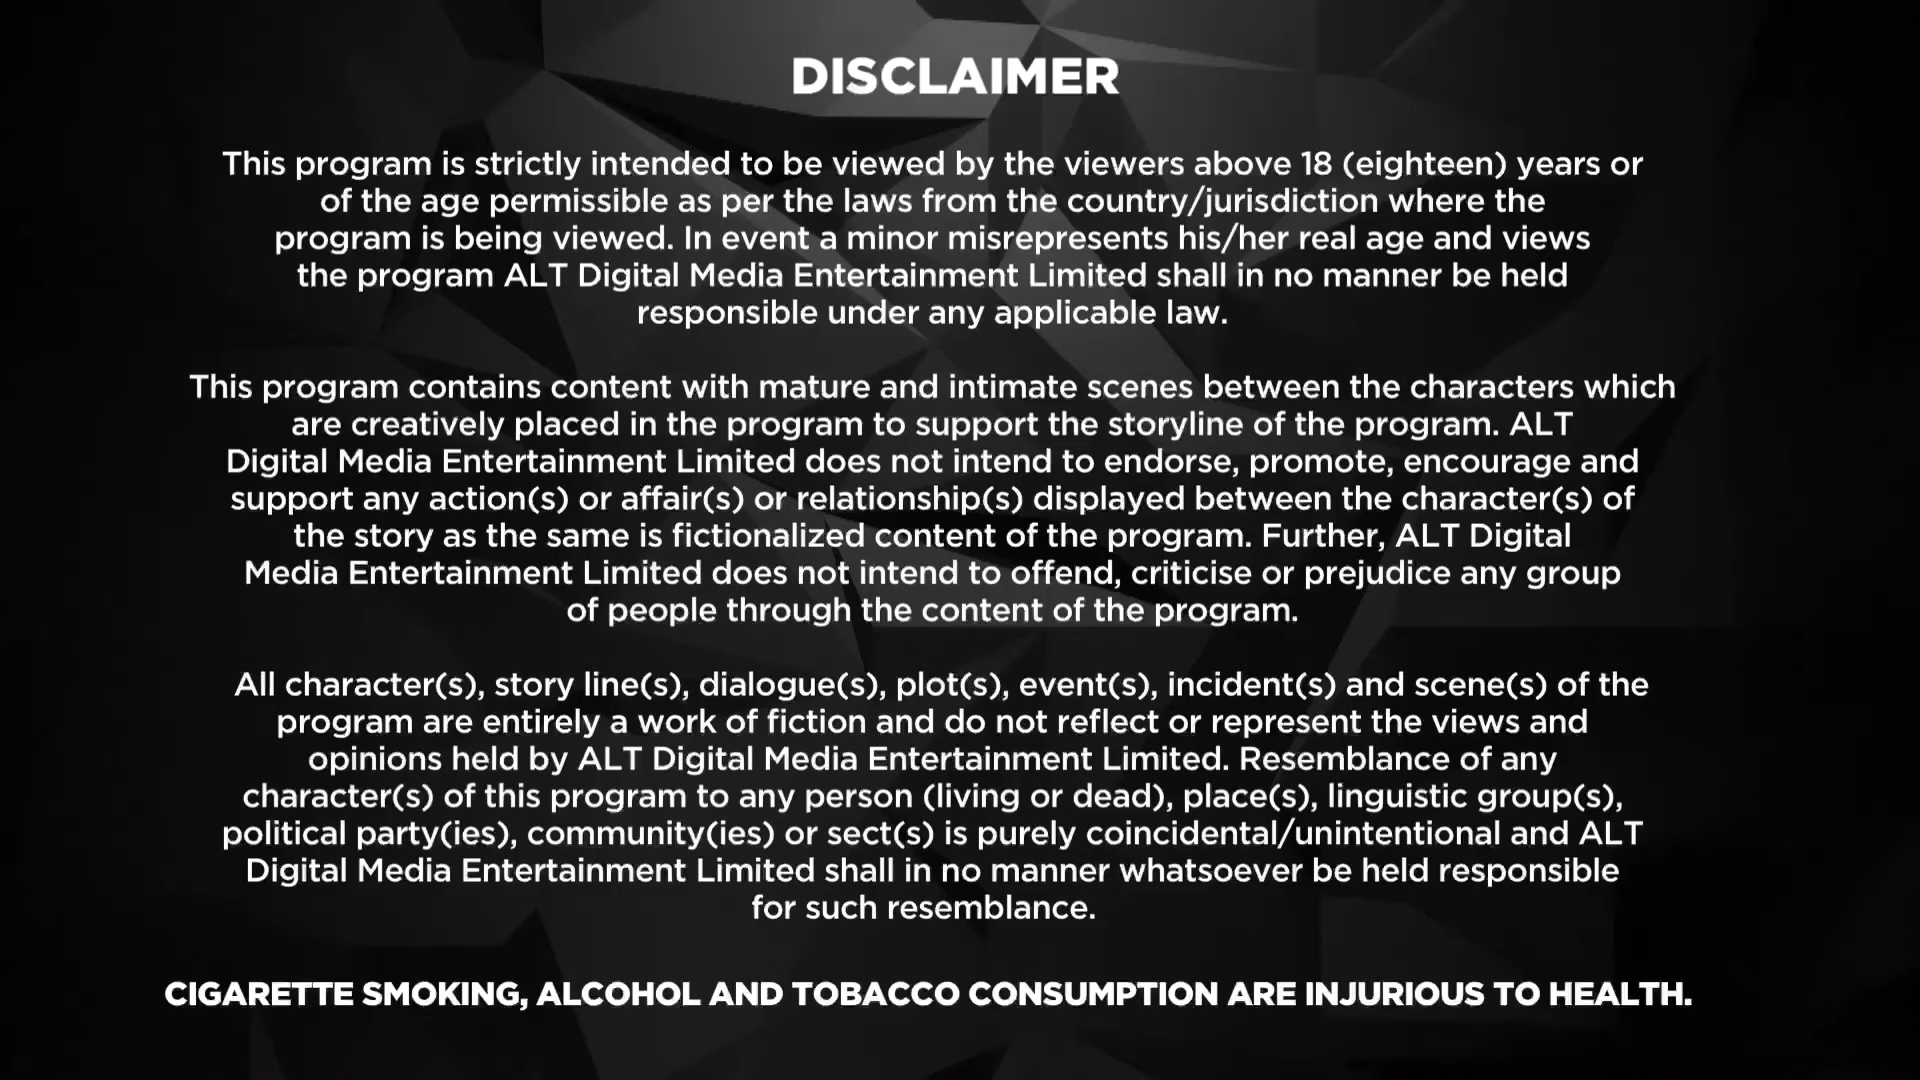 DISCLAIMER
This program is strictly intended to be viewed by the viewers above 18 (eighteen) years or
of the age permissible as per the laws from the country/jurisdiction where the
program is being viewed. In event a minor misrepresents his/her real age and views
the program ALT Digital Media Entertainment Limited shall in no manner be held
responsible under any applicable law.
This program contains content with mature and intimate scenes between the characters which
are creatively placed in the program to support the storyline of the program. ALT
Digital Media Entertainment Limited does not intend to endorse, promote, encourage and
support any action(s) or affair(s) or relationship(s) displayed between the character(s) of
the story as the same is fictionalized content of the program. Further, ALT Digital
Media Entertainment Limited does not intend to offend, criticise or prejudice any group
of people through the content of the program.
All character(s), story line(s), dialogue(s), plot(s), event(s), incident(s) and scene(s) of the
program are entirely a work of fiction and do not reflect or represent the views and
opinions held by ALT Digital Media Entertainment Limited. Resemblance of any
character(s) of this program to any person (living or dead), place(s), linguistic group(s),
political party(ies), community(ies) or sect(s) is purely coincidental/unintentional and ALT
Digital Media Entertainment Limited shall in no manner whatsoever be held responsible
for such resemblance.
CIGARETTE SMOKING, ALCOHOL AND TOBACCO CONSUMPTION ARE INJURIOUS TO HEALTH.